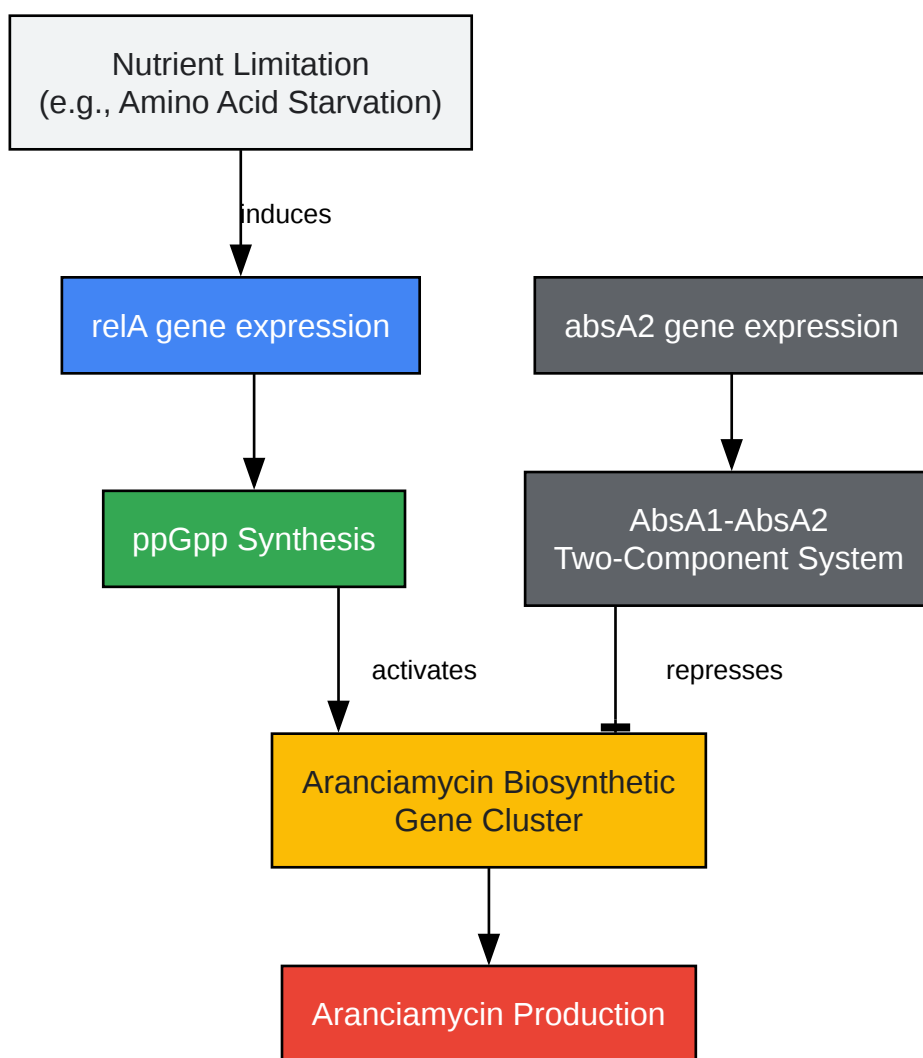 Nutrient Limitation
(e.g., Amino Acid Starvation)
induces
relA gene expression
absA2 gene expression
ppGpp Synthesis
AbsA1-AbsA2
Two-Component System
activates
represses
Aranciamycin Biosynthetic
Gene Cluster
Aranciamycin Production